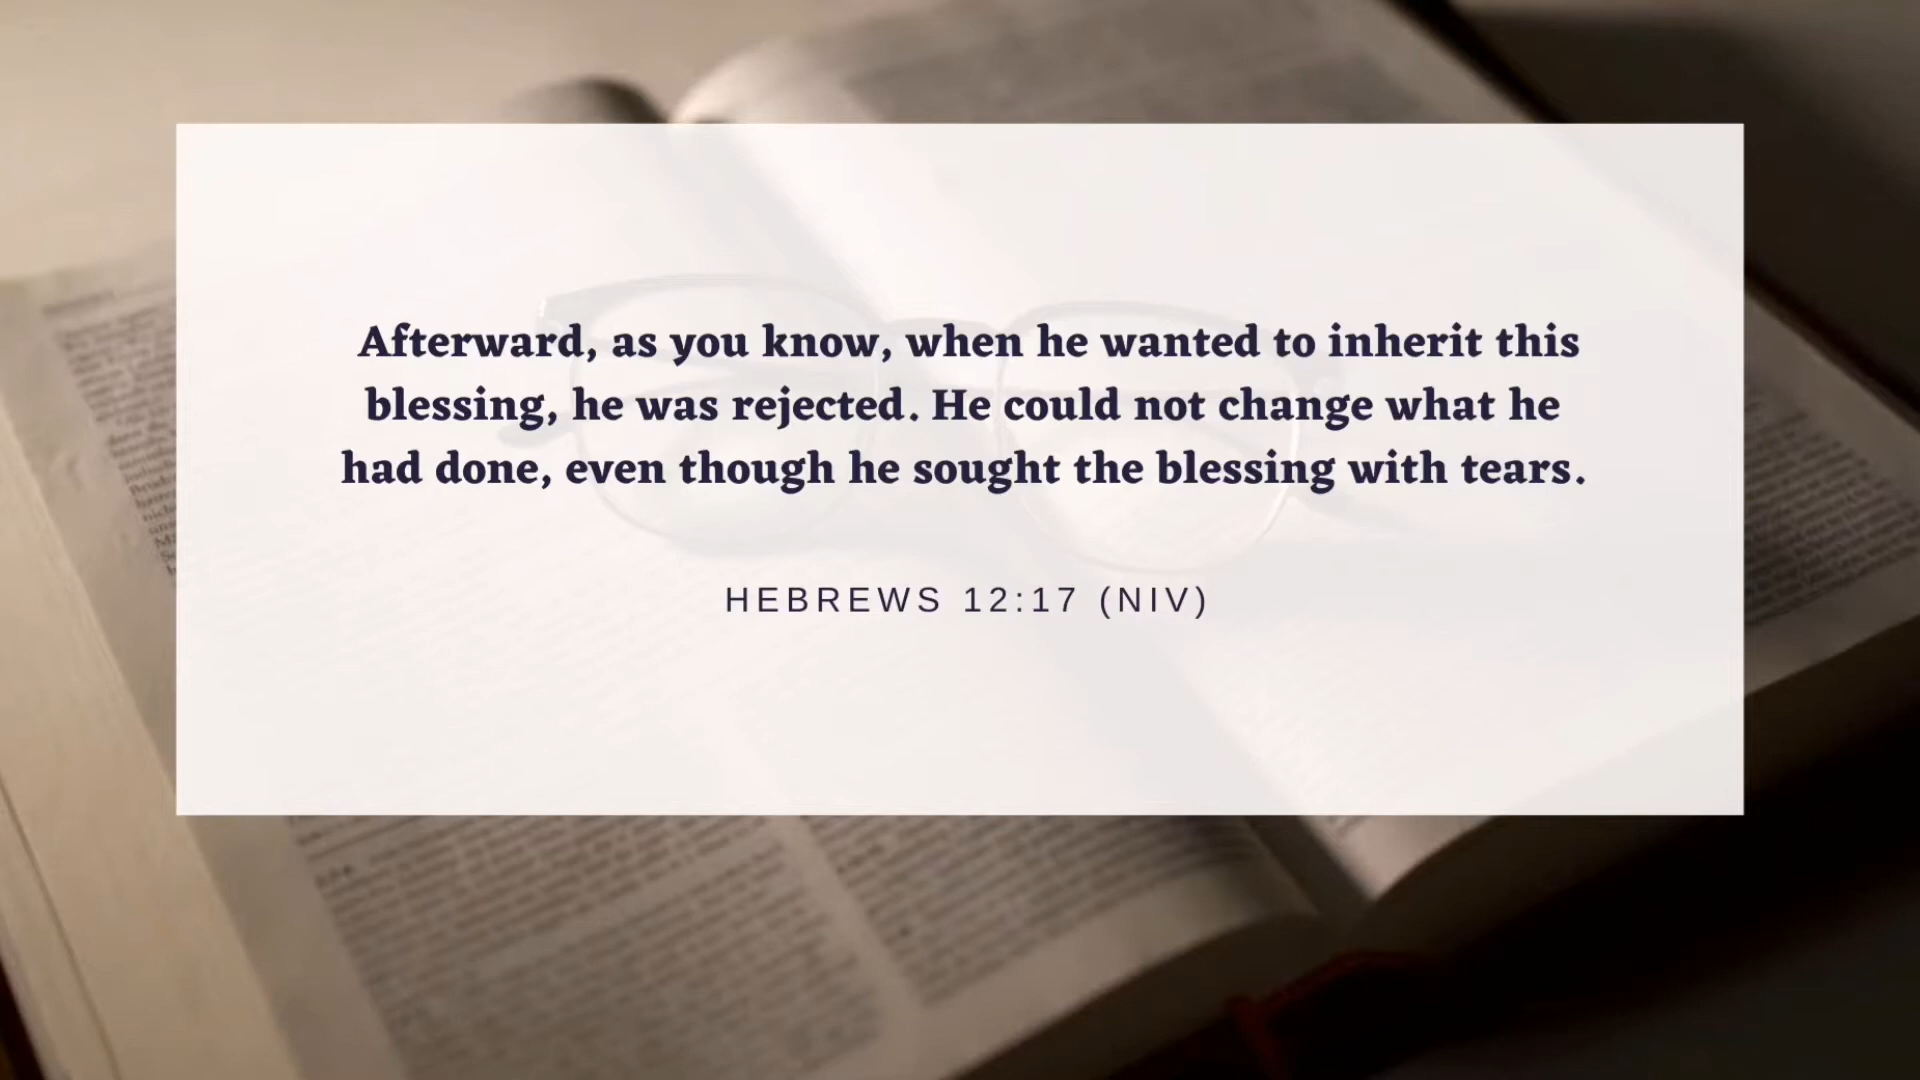 Afterward, as you know, when he wanted to inherit this
blessing, he was rejected. He could not change what he
had done, even though he sought the blessing with tears.
HEBREWS 12:17 (NIV)